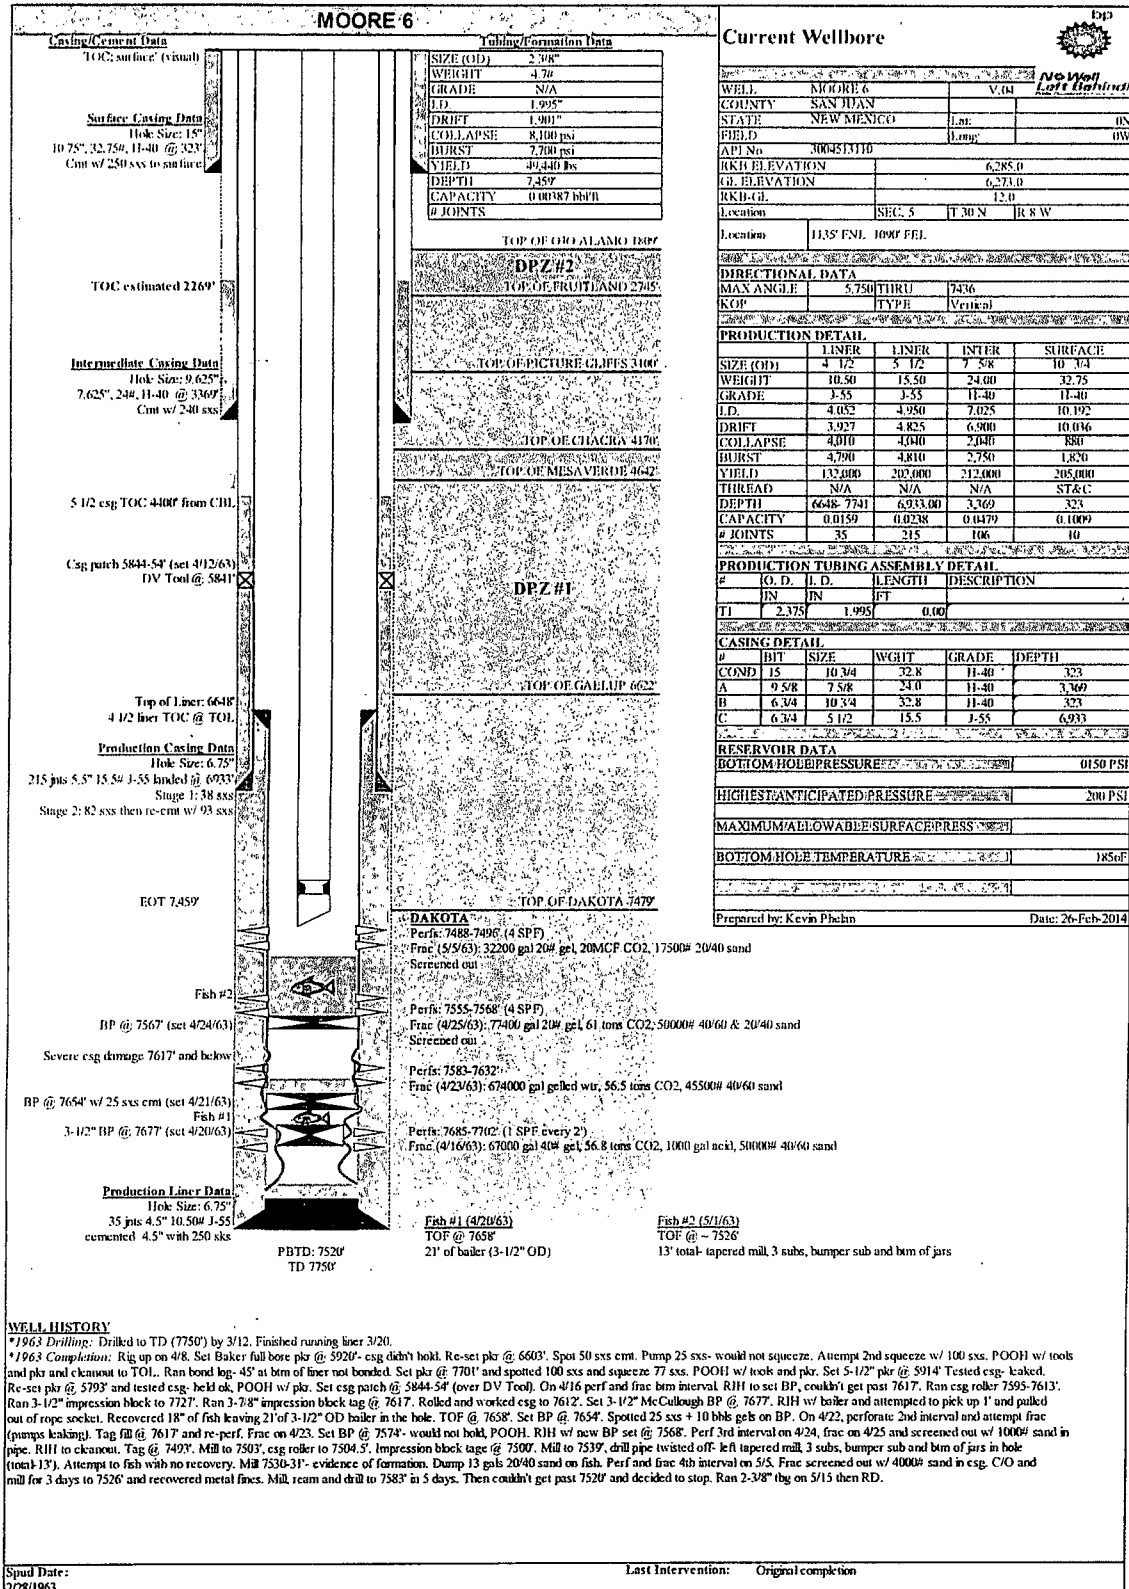 MOORE 6
Casing/Cement Data
'TOC: surface' (visual)
Surface Casing Data
Hole Size: 15"
10.75", 32.75#, H-40 @ 323'
Cmt w/ 250 sxs to surface
TOC estimated 2269'
Intermediate Casing Data
Hole Size: 9.625"
7.625", 24#, H-40 @ 3369'
Cmt w/ 240 sxs
5 1/2 csg TOC 4400' from CBL
Csg patch 5844-54' (set 4/12/63)
DV Tool @ 5841'
Top of Liner: 6648'
4 1/2 liner TOC @ TOL
Production Casing Data
Hole Size: 6.75"
215 jnts 5.5" 15.5# J-55 landed @ 6933'
Stage 1: 38 sxs
Stage 2: 82 sxs then re-cmt w/ 93 sxs
EOT 7,459'
Fish #2
BP @ 7567' (set 4/24/63)
Severe csg damage 7617' and below
BP @ 7654' w/ 25 sxs cmt (set 4/21/63)
Fish #1
3-1/2" BP @ 7677' (set 4/20/63)
Production Liner Data
Hole Size: 6.75"
35 jnts 4.5" 10.50# J-55
cemented 4.5" with 250 sks
PBTD: 7520'
TD 7750'
Tubing/Formation Data
SIZE (OD) 2 3/8"
WEIGHT 4.7#
GRADE N/A
I.D. 1.995"
DRIFT 1.901"
COLLAPSE 8,100 psi
BURST 7,700 psi
YIELD 49,440 lbs
DEPTH 7,459'
CAPACITY 0.00387 bbl/ft
# JOINTS
TOP OF OJO ALAMO 1809'
DPZ #2
TOP OF FRUITLAND 2745'
TOP OF PICTURE CLIFFS 3100'
TOP OF CHACRA 4170'
TOP OF MESAVERDE 4642'
DPZ #1
TOP OF GALLUP 6622'
TOP OF DAKOTA 7479'
DAKOTA
Perfs: 7488-7496' (4 SPF)
Frac (5/5/63): 32200 gal 20# gel, 20MCF CO2, 17500# 20/40 sand
Screened out
Perfs: 7555-7568' (4 SPF)
Frac (4/25/63): 77400 gal 20# gel, 61 tons CO2, 50000# 40/60 & 20/40 sand
Screened out
Perfs: 7583-7632'
Frac (4/23/63): 674000 gal gelled wtr, 56.5 tons CO2, 45500# 40/60 sand
Perfs: 7685-7702' (1 SPF every 2')
Frac (4/16/63): 67000 gal 40# gel, 56.8 tons CO2, 1000 gal acid, 50000# 40/60 sand
Fish #1 (4/20/63)
TOF @ 7658'
21' of bailer (3-1/2" OD)
Fish #2 (5/1/63)
TOF @ ~ 7526'
13' total- tapered mill, 3 subs, bumper sub and btm of jars
Current Wellbore
bp
No Well Left Behind!
WELL MOORE 6 V.04
COUNTY SAN JUAN
STATE NEW MEXICO Lat: 0N
FIELD Long: 0W
API No 3004513110
RKB ELEVATION 6,285.0
GL ELEVATION 6,273.0
RKB-GL 12.0
Location SEC. 5 T 30 N R 8 W
Location 1135' FNL 1090' FEL
DIRECTIONAL DATA
MAX ANGLE 5.750 THRU 7436
KOP TYPE Vertical
PRODUCTION DETAIL
LINER LINER INTER SURFACE
SIZE (OD) 4 1/2 5 1/2 7 5/8 10 3/4
WEIGHT 10.50 15.50 24.00 32.75
GRADE J-55 J-55 H-40 H-40
I.D. 4.052 4.950 7.025 10.192
DRIFT 3.927 4.825 6.900 10.036
COLLAPSE 4,010 4,040 2,040 880
BURST 4,790 4,810 2,750 1,820
YIELD 132,000 202,000 212,000 205,000
THREAD N/A N/A N/A ST&C
DEPTH 6648- 7741 6,933.00 3,369 323
CAPACITY 0.0159 0.0238 0.0479 0.1009
# JOINTS 35 215 106 10
PRODUCTION TUBING ASSEMBLY DETAIL
# O. D. I. D. LENGTH DESCRIPTION
IN IN FT
T1 2.375 1.995 0.00
CASING DETAIL
# BIT SIZE WGHT GRADE DEPTH
COND 15 10 3/4 32.8 H-40 323
A 9 5/8 7 5/8 24.0 H-40 3,369
B 6 3/4 10 3/4 32.8 H-40 323
C 6 3/4 5 1/2 15.5 J-55 6,933
RESERVOIR DATA
BOTTOM HOLE PRESSURE 0150 PSI
HIGHEST ANTICIPATED PRESSURE 200 PSI
MAXIMUM ALLOWABLE SURFACE PRESS
BOTTOM HOLE TEMPERATURE 185oF
Prepared by: Kevin Phelan Date: 26-Feb-2014
WELL HISTORY
*1963 Drilling: Drilled to TD (7750') by 3/12. Finished running liner 3/20.
*1963 Completion: Rig up on 4/8. Set Baker full bore pkr @ 5920'- csg didn't hold. Re-set pkr @ 6603'. Spot 50 sxs cmt. Pump 25 sxs- would not squeeze. Attempt 2nd squeeze w/ 100 sxs. POOH w/ tools
and pkr and cleanout to TOL. Ran bond log- 45' at btm of liner not bonded. Set pkr @ 7701' and spotted 100 sxs and squeeze 77 sxs. POOH w/ tools and pkr. Set 5-1/2" pkr @ 5914' Tested csg- leaked.
Re-set pkr @ 5793' and tested csg- held ok, POOH w/ pkr. Set csg patch @ 5844-54' (over DV Tool). On 4/16 perf and frac btm interval. RIH to set BP, couldn't get past 7617'. Ran csg roller 7595-7613'.
Ran 3-1/2" impression block to 7727'. Ran 3-7/8" impression block tag @ 7617'. Rolled and worked csg to 7612'. Set 3-1/2" McCullough BP @ 7677'. RIH w/ bailer and attempted to pick up 1' and pulled
out of rope socket. Recovered 18" of fish leaving 21'of 3-1/2" OD bailer in the hole. TOF @ 7658'. Set BP @ 7654'. Spotted 25 sxs + 10 bbls gels on BP. On 4/22, perforate 2nd interval and attempt frac
(pumps leaking). Tag fill @ 7617' and re-perf. Frac on 4/23. Set BP @ 7574'- would not hold, POOH. RIH w/ new BP set @ 7568'. Perf 3rd interval on 4/24, frac on 4/25 and screened out w/ 1000# sand in
pipe. RIH to cleanout. Tag @ 7493'. Mill to 7503', csg roller to 7504.5'. Impression block tage @ 7500'. Mill to 7539', drill pipe twisted off- left tapered mill, 3 subs, bumper sub and btm of jars in hole
(total-13'). Attempt to fish with no recovery. Mill 7530-31'- evidence of formation. Dump 13 gals 20/40 sand on fish. Perf and frac 4th interval on 5/5. Frac screened out w/ 4000# sand in csg. C/O and
mill for 3 days to 7526' and recovered metal fines. Mill, ream and drill to 7583' in 5 days. Then couldn't get past 7520' and decided to stop. Ran 2-3/8" tbg on 5/15 then RD.
Spud Date:
2/28/1963
Last Intervention: Original completion